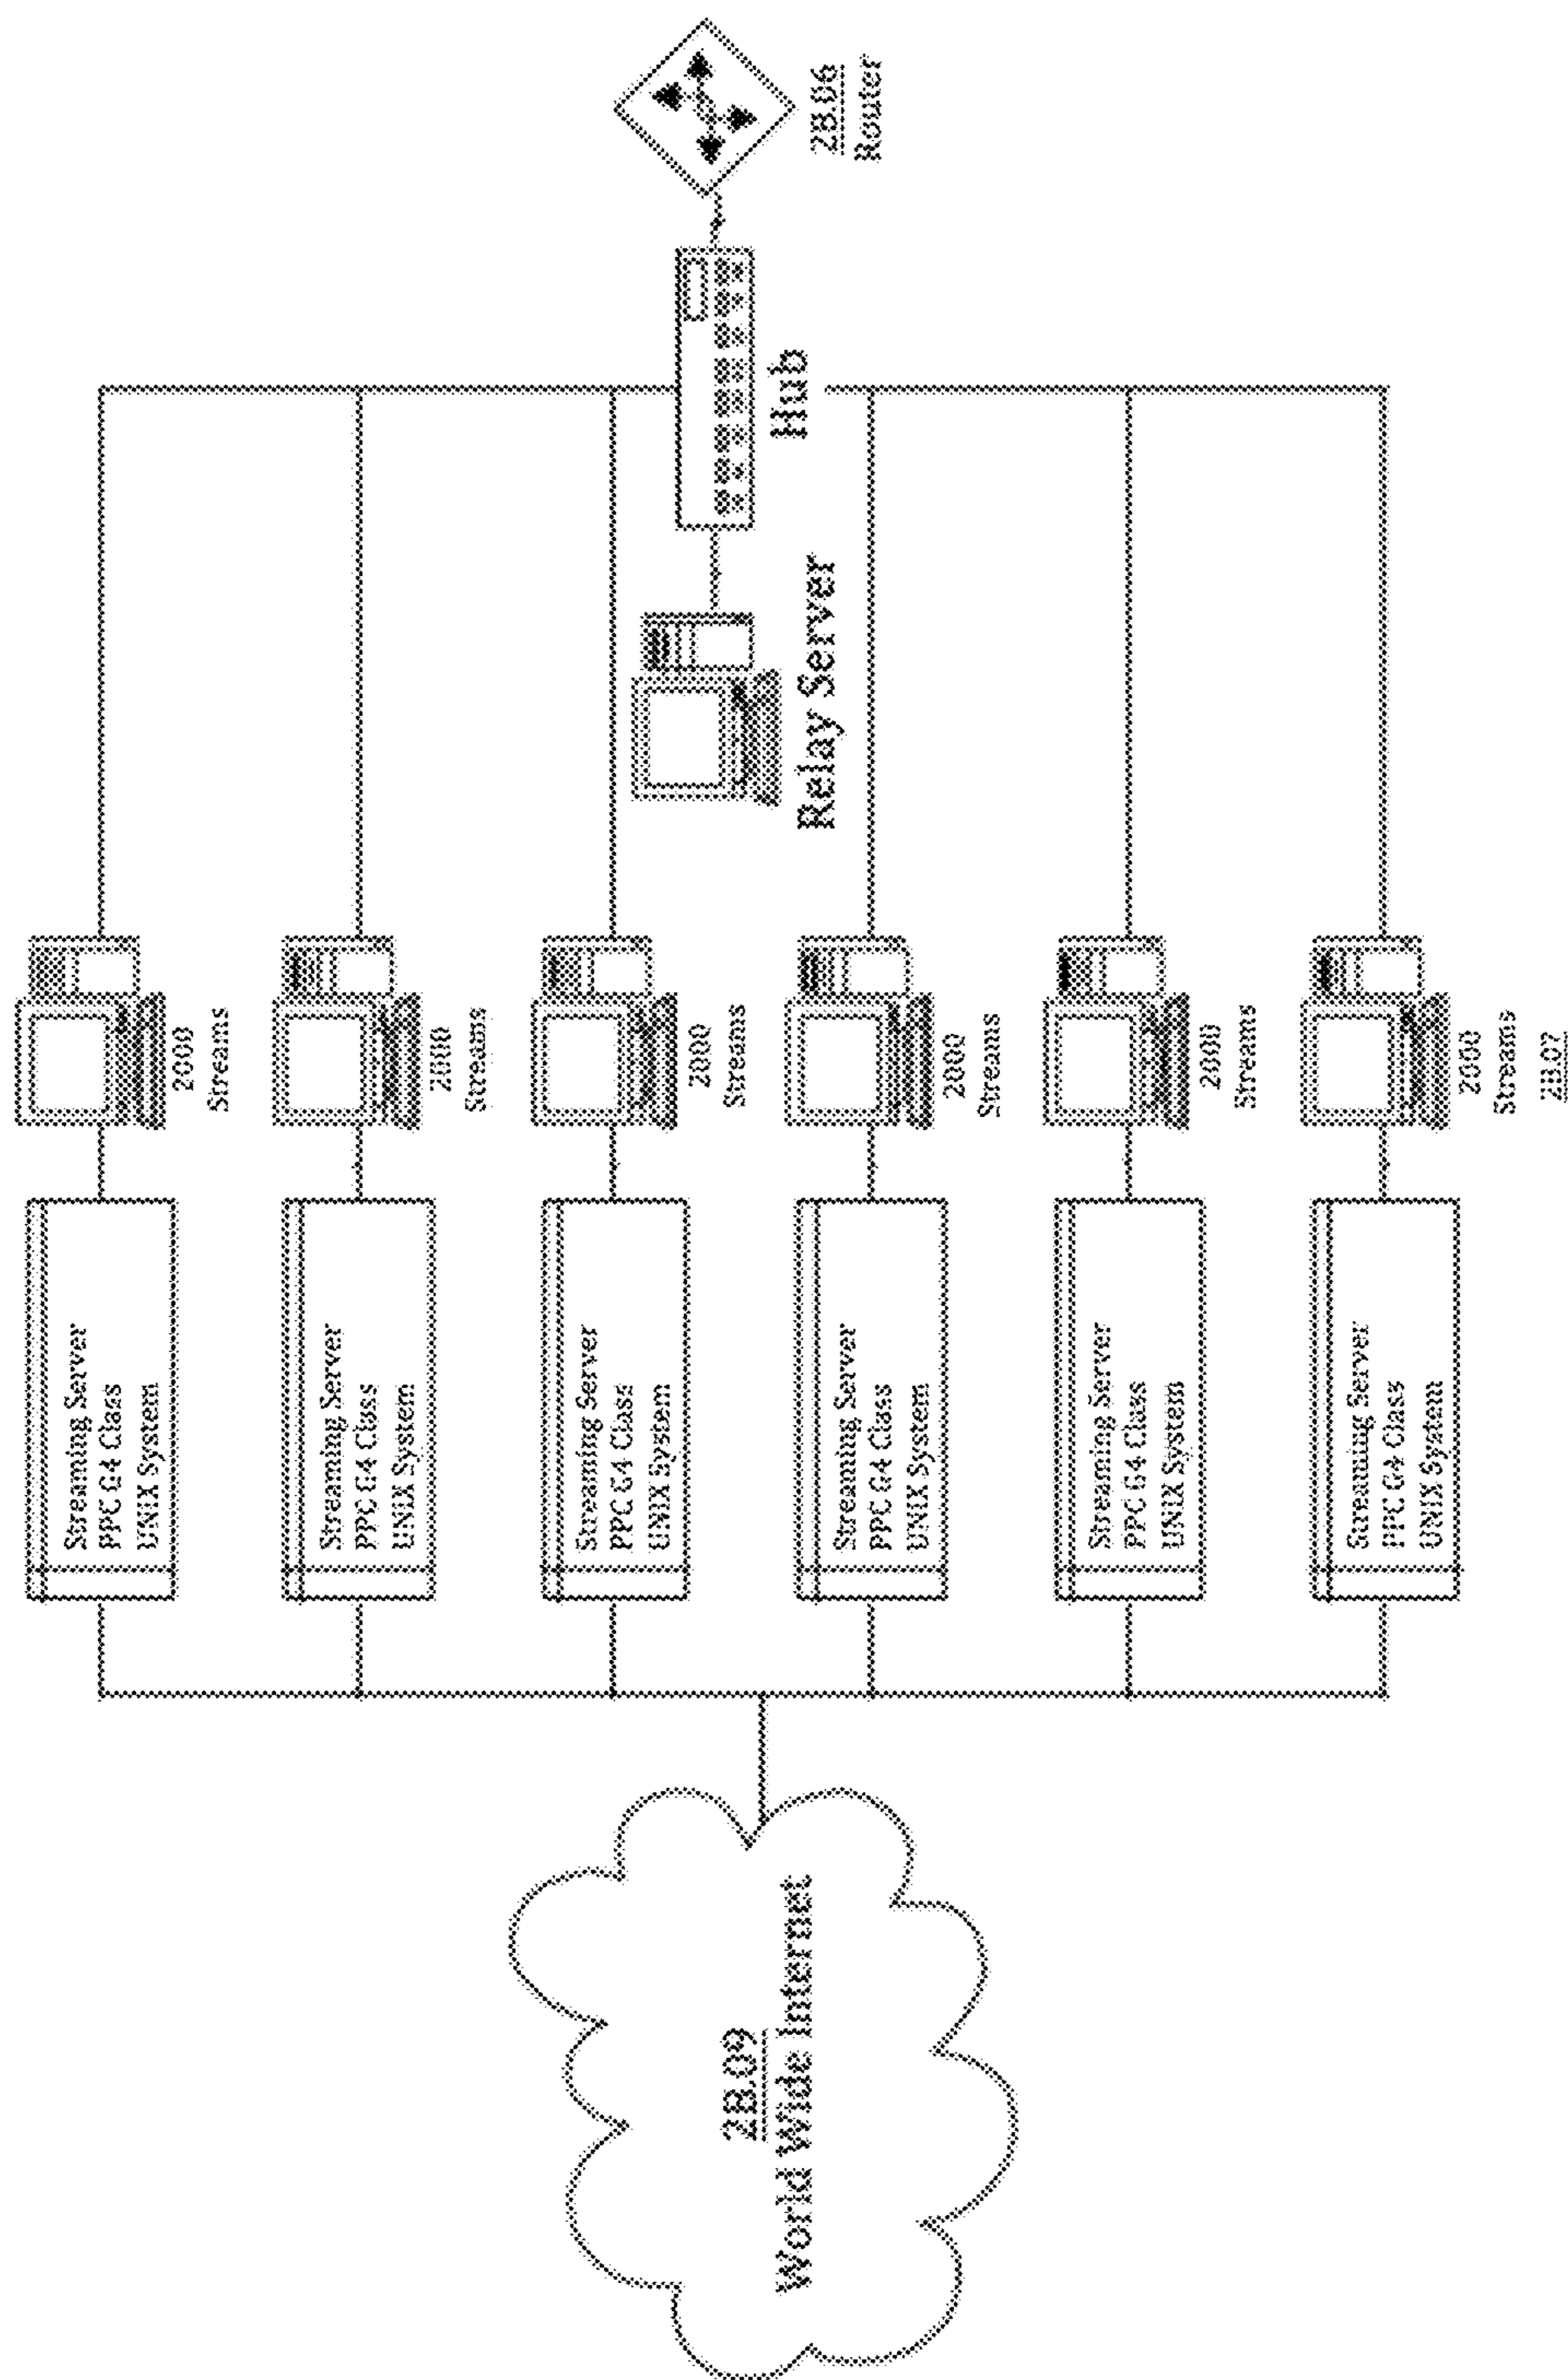 2B.06
Router
Hub
Relay Server
2000
Streams
2000
Streams
2000
Streams
2000
Streams
2000
Streams
2000
Streams
2B.07
Streaming Server
PPC G4 Class
UNIX System
Streaming Server
PPC G4 Class
UNIX System
Streaming Server
PPC G4 Class
UNIX System
Streaming Server
PPC G4 Class
UNIX System
Streaming Server
PPC G4 Class
UNIX System
Streaming Server
PPC G4 Class
UNIX System
2B.09
World Wide Internet